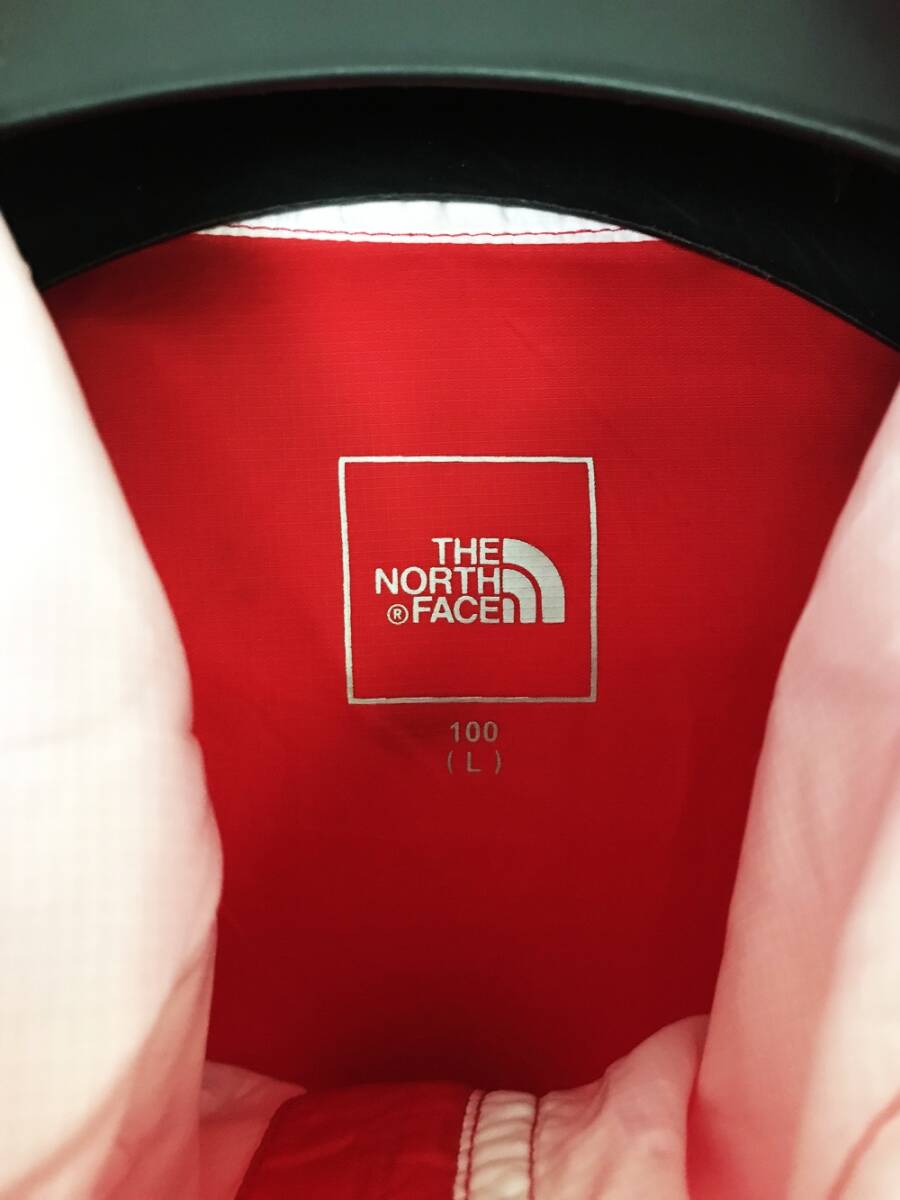 THE
NORTH
®FACE
100
(L)